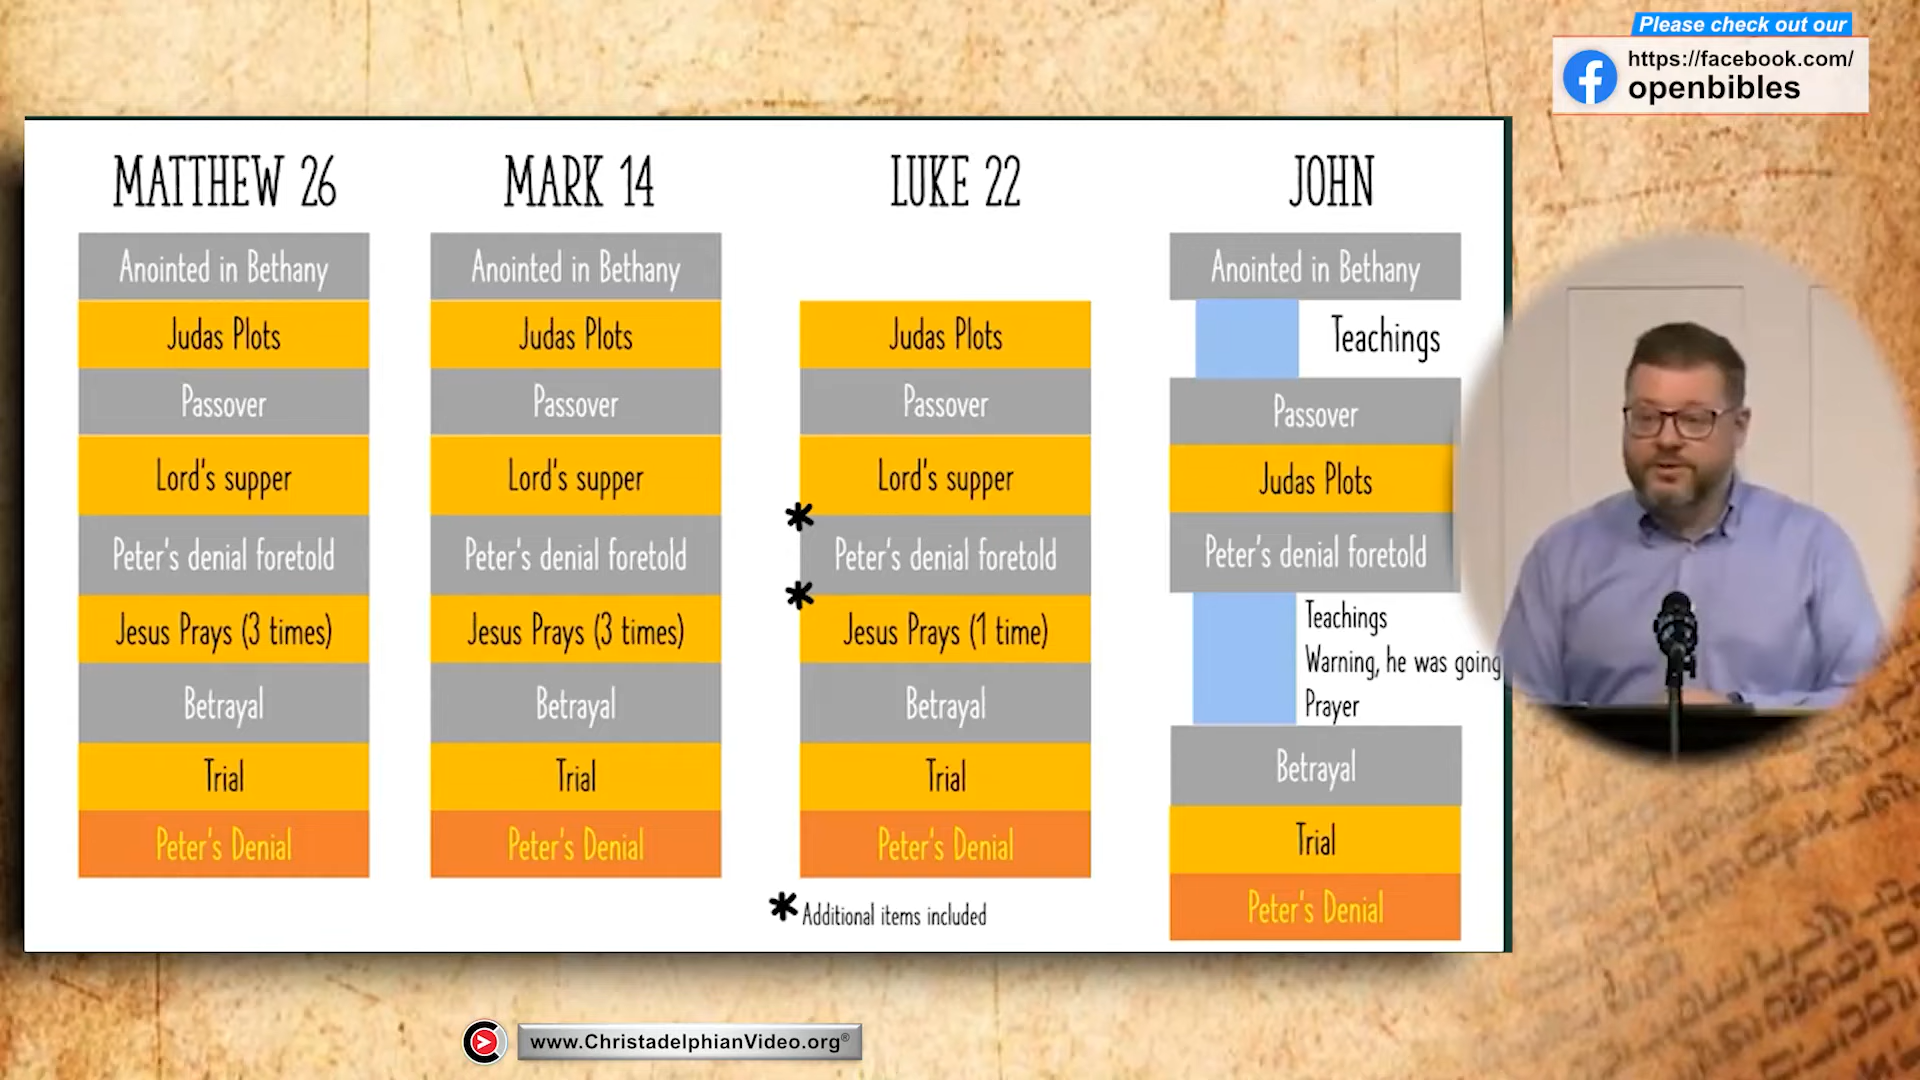 Please check out our
https://facebook.com/
openbibles
MATTHEW 26
Anointed in Bethany
Judas Plots
Passover
Lord's supper
Peter's denial foretold
Jesus Prays (3 times)
Betrayal
Trial
Peter's Denial
MARK 14
Anointed in Bethany
Judas Plots
Passover
Lord's supper
Peter's denial foretold
Jesus Prays (3 times)
Betrayal
Trial
Peter's Denial
LUKE 22
Judas Plots
Passover
Lord's supper
*
Peter's denial foretold
*
Jesus Prays (1 time)
Betrayal
Trial
Peter's Denial
* Additional items included
JOHN
Anointed in Bethany
Teachings
Passover
Judas Plots
Peter's denial foretold
Teachings
Warning, he was going
Prayer
Betrayal
Trial
Peter's Denial
www.ChristadelphianVideo.org®